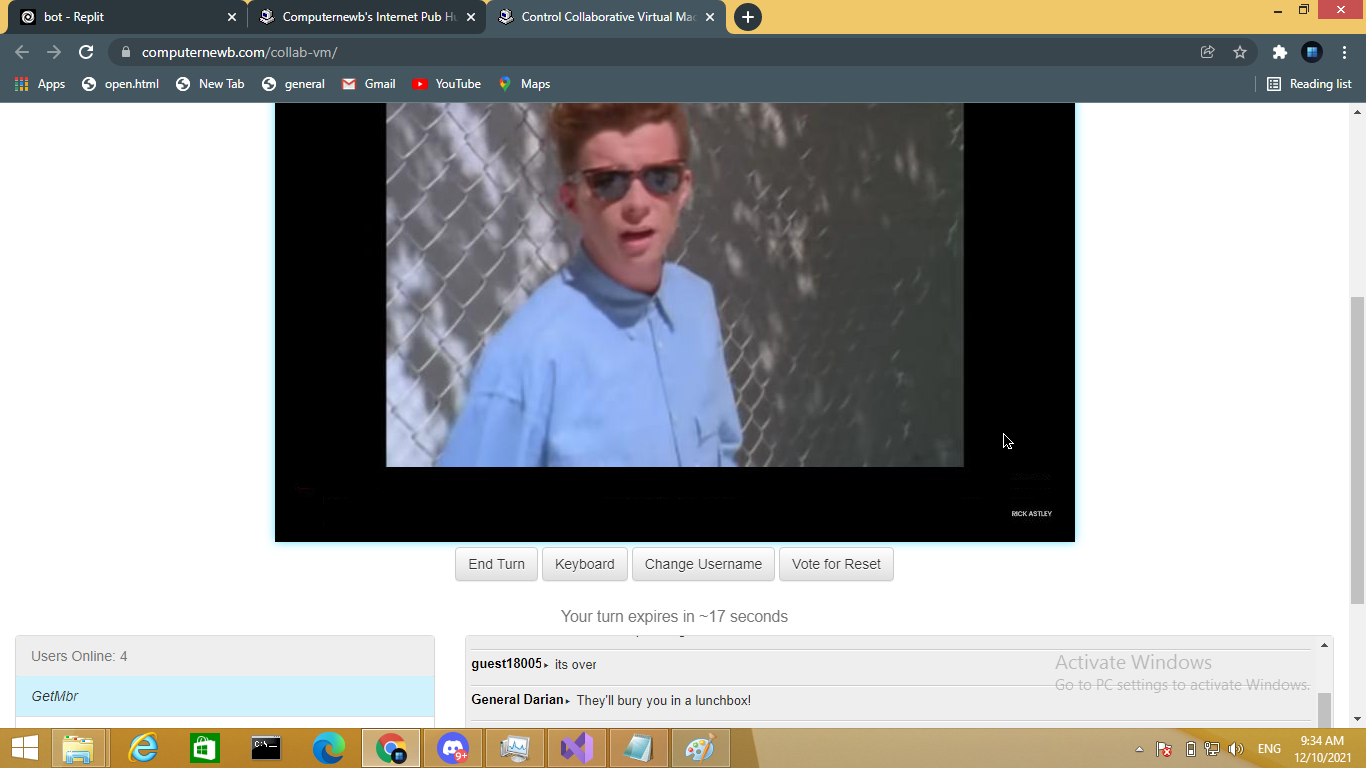 bot - Replit
Computernewb's Internet Pub Hu
Control Collaborative Virtual Mac
computernewb.com/collab-vm/
Apps
open.html
New Tab
general
Gmail
YouTube
Maps
Reading list
RICK ASTLEY
End Turn
Keyboard
Change Username
Vote for Reset
Your turn expires in ~17 seconds
Users Online: 4
GetMbr
guest18005 its over
General Darian They'll bury you in a lunchbox!
Activate Windows
Go to PC settings to activate Windows.
C:\
9+
ENG
9:34 AM
12/10/2021